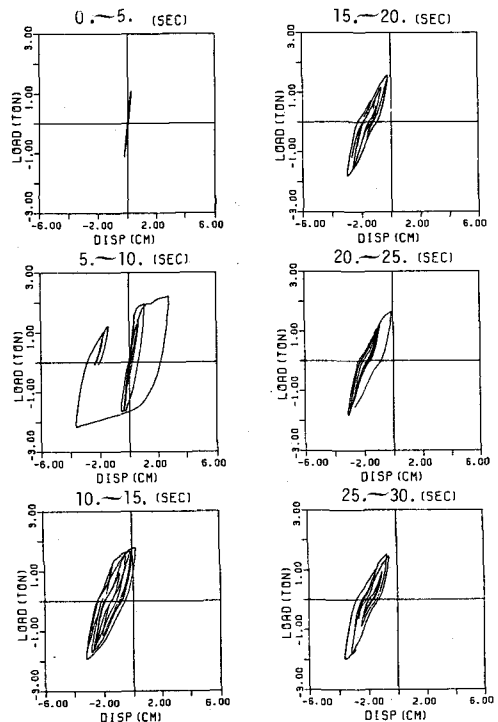 0.~5. (SEC)
LOAD (TON)
3.00
1.00
-1.00
-3.00
-6.00 -2.00 2.00 6.00
DISP (CM)
5.~10. (SEC)
LOAD (TON)
3.00
1.00
-1.00
-3.00
-6.00 -2.00 2.00 6.00
DISP (CM)
10.~15. (SEC)
LOAD (TON)
3.00
1.00
-1.00
-3.00
-6.00 -2.00 2.00 6.00
DISP (CM)
15.~20. (SEC)
LOAD (TON)
3.00
1.00
-1.00
-3.00
-6.00 -2.00 2.00 6.00
DISP (CM)
20.~25. (SEC)
LOAD (TON)
3.00
1.00
-1.00
-3.00
-6.00 -2.00 2.00 6.00
DISP (CM)
25.~30. (SEC)
LOAD (TON)
3.00
1.00
-1.00
-3.00
-6.00 -2.00 2.00 6.00
DISP (CM)